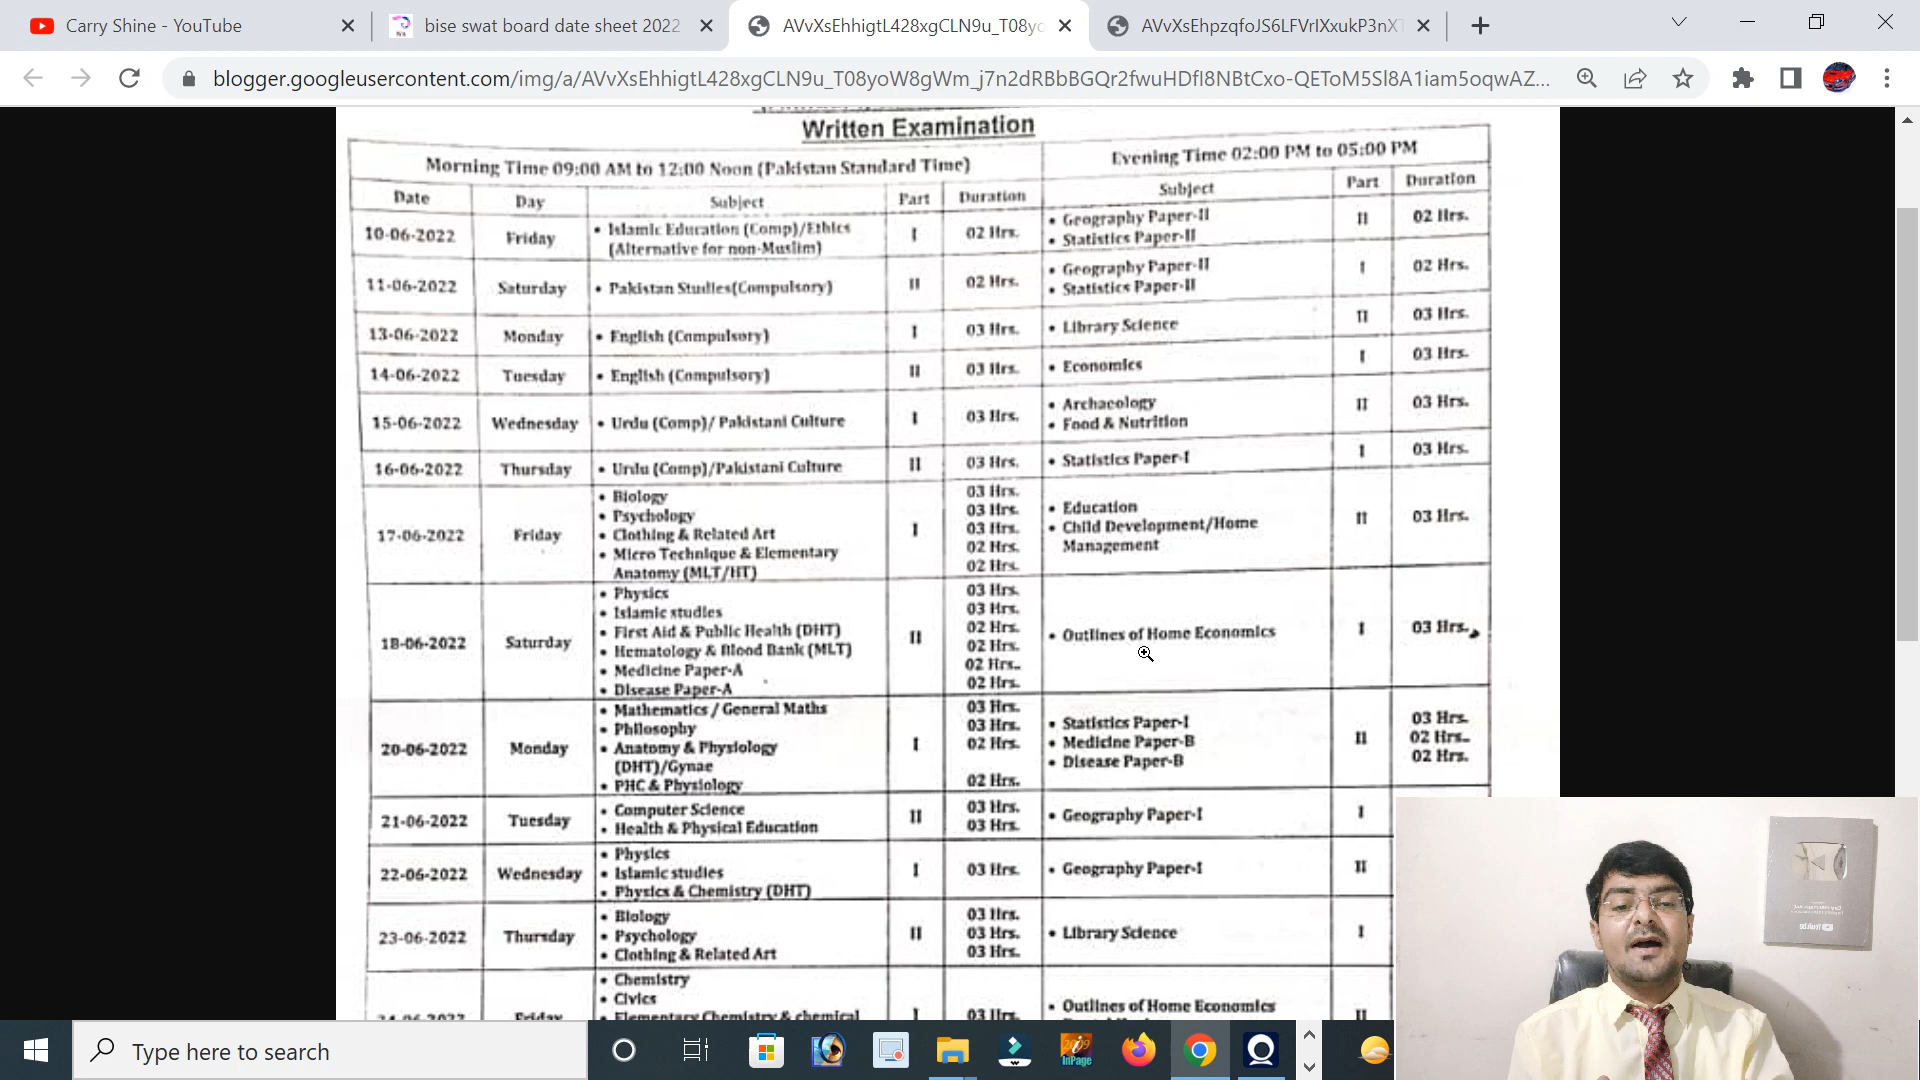 Carry Shine - YouTube
bise swat board date sheet 2022
AVvXsEhhigtL428xgCLN9u_T08yo
AVvXsEhpzqfoJS6LFVrIXxukP3nX
blogger.googleusercontent.com/img/a/AVvXsEhhigtL428xgCLN9u_T08yoW8gWm_j7n2dRBbBGQr2fwuHDfl8NBtCxo-QEToM5Sl8A1iam5oqwAZ...
Written Examination
Morning Time 09:00 AM to 12:00 Noon (Pakistan Standard Time) Evening Time 02:00 PM to 05:00 PM
Date Day Subject Part Duration Subject Part Duration
10-06-2022 Friday • Islamic Education (Comp)/Ethics I 02 Hrs. • Geography Paper-II II 02 Hrs.
(Alternative for non-Muslim) • Statistics Paper-II
11-06-2022 Saturday • Pakistan Studies(Compulsory) II 02 Hrs. • Geography Paper-II I 02 Hrs.
• Statistics Paper-II
13-06-2022 Monday • English (Compulsory) I 03 Hrs. • Library Science II 03 Hrs.
14-06-2022 Tuesday • English (Compulsory) II 03 Hrs. • Economics I 03 Hrs.
15-06-2022 Wednesday • Urdu (Comp)/ Pakistani Culture I 03 Hrs. • Archaeology II 03 Hrs.
• Food & Nutrition
16-06-2022 Thursday • Urdu (Comp)/Pakistani Culture II 03 Hrs. • Statistics Paper-I I 03 Hrs.
• Biology 03 Hrs.
• Psychology 03 Hrs. • Education
17-06-2022 Friday • Clothing & Related Art I 03 Hrs. • Child Development/Home II 03 Hrs.
• Micro Technique & Elementary 02 Hrs. Management
Anatomy (MLT/HT) 02 Hrs.
• Physics 03 Hrs.
• Islamic studies 03 Hrs.
• First Aid & Public Health (DHT) 02 Hrs.
18-06-2022 Saturday • Hematology & Blood Bank (MLT) II 02 Hrs. • Outlines of Home Economics I 03 Hrs.
• Medicine Paper-A 02 Hrs.
• Disease Paper-A 02 Hrs.
• Mathematics / General Maths 03 Hrs.
• Philosophy 03 Hrs. • Statistics Paper-I 03 Hrs.
20-06-2022 Monday • Anatomy & Physiology I 02 Hrs. • Medicine Paper-B II 02 Hrs.
(DHT)/Gynae • Disease Paper-B 02 Hrs.
• PHC & Physiology 02 Hrs.
21-06-2022 Tuesday • Computer Science II 03 Hrs. • Geography Paper-I I
• Health & Physical Education 03 Hrs.
• Physics
22-06-2022 Wednesday • Islamic studies I 03 Hrs. • Geography Paper-I II
• Physics & Chemistry (DHT)
• Biology 03 Hrs.
23-06-2022 Thursday • Psychology II 03 Hrs. • Library Science I
• Clothing & Related Art 03 Hrs.
• Chemistry
• Civics • Outlines of Home Economics
24-06-2022 Friday • Elementary Chemistry & chemical I 03 Hrs. II
Type here to search
2009
InPage